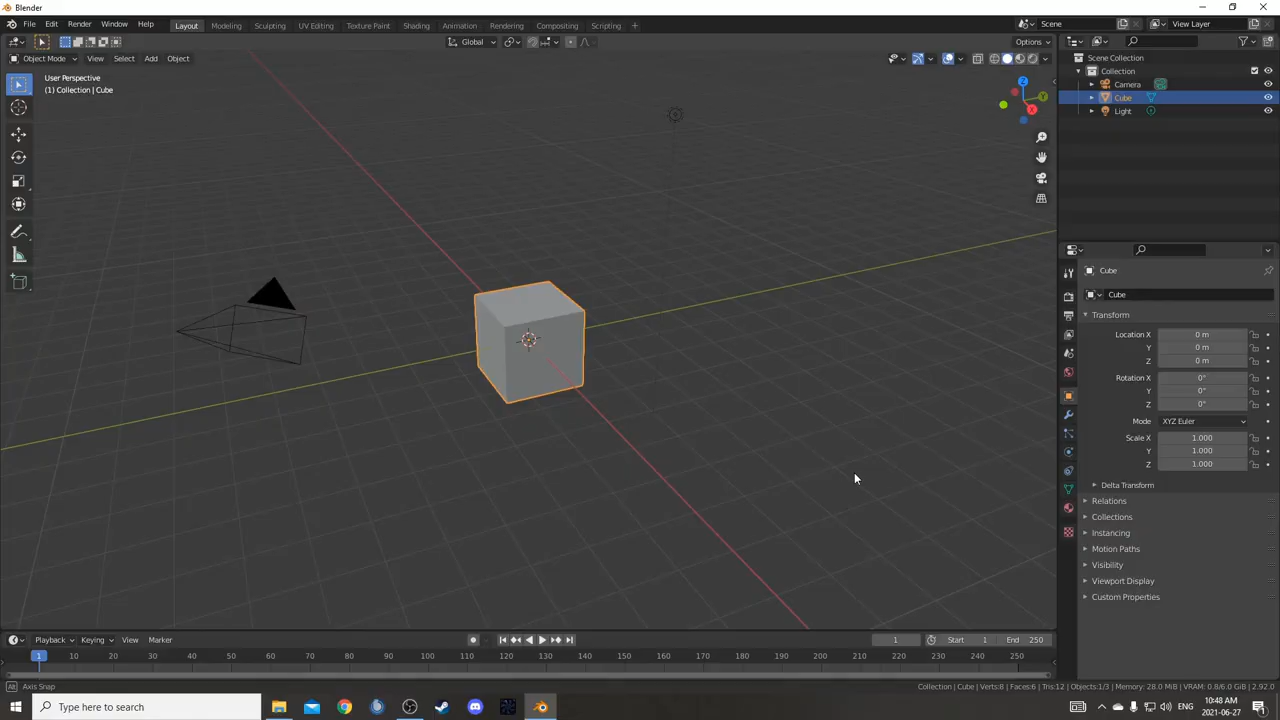 Blender
File Edit Render Window Help Layout Modeling Sculpting UV Editing Texture Paint Shading Animation Rendering Compositing Scripting + Scene View Layer
Global Options
Object Mode View Select Add Object
User Perspective
(1) Collection | Cube
Z
Y
X
Scene Collection
Collection
Camera
Cube
Light
Cube
Cube
Transform
Location X 0 m
Y 0 m
Z 0 m
Rotation X 0°
Y 0°
Z 0°
Mode XYZ Euler
Scale X 1.000
Y 1.000
Z 1.000
Delta Transform
Relations
Collections
Instancing
Motion Paths
Visibility
Viewport Display
Custom Properties
Playback Keying View Marker 1 Start 1 End 250
1 10 20 30 40 50 60 70 80 90 100 110 120 130 140 150 160 170 180 190 200 210 220 230 240 250
Alt Axis Snap Collection | Cube | Verts:8 | Faces:6 | Tris:12 | Objects:1/3 | Memory: 28.0 MiB | VRAM: 0.8/6.0 GiB | 2.92.0
Type here to search ENG 10:48 AM
2021-06-27